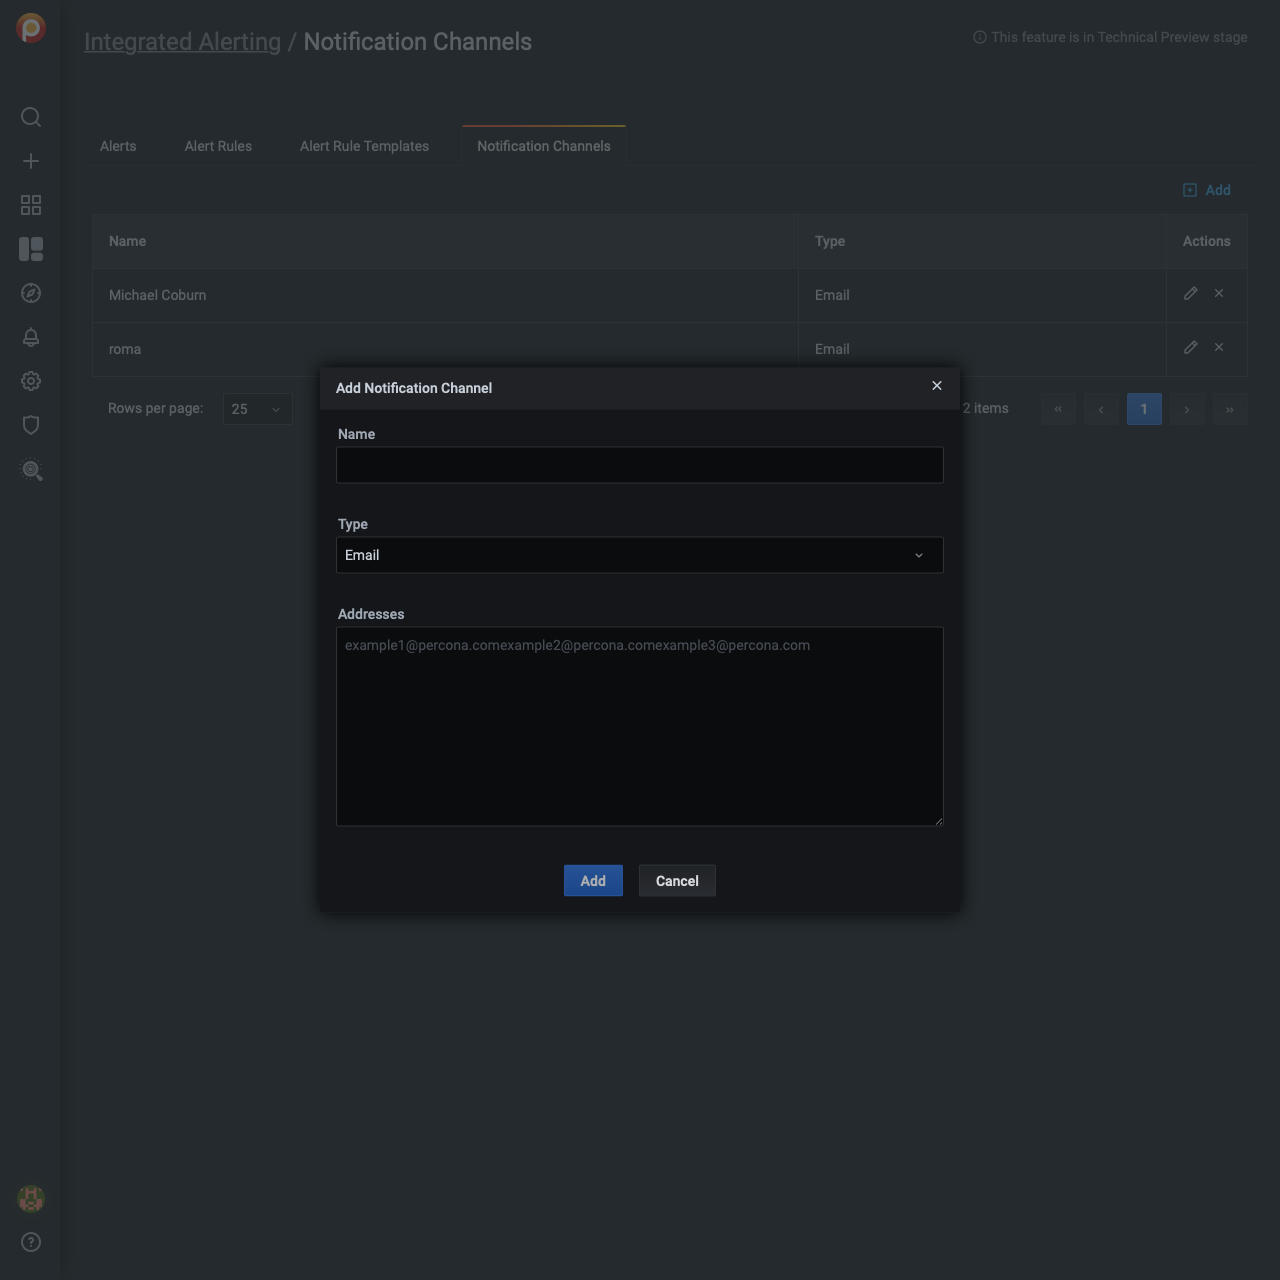 Integrated Alerting / Notification Channels
This feature is in Technical Preview stage
Alerts
Alert Rules
Alert Rule Templates
Notification Channels
Add
Name
Type
Actions
Michael Coburn
Email
roma
Email
Rows per page:
25
2 items
«
‹
1
›
»
Add Notification Channel
Name
Type
Email
Addresses
example1@percona.comexample2@percona.comexample3@percona.com
Add
Cancel